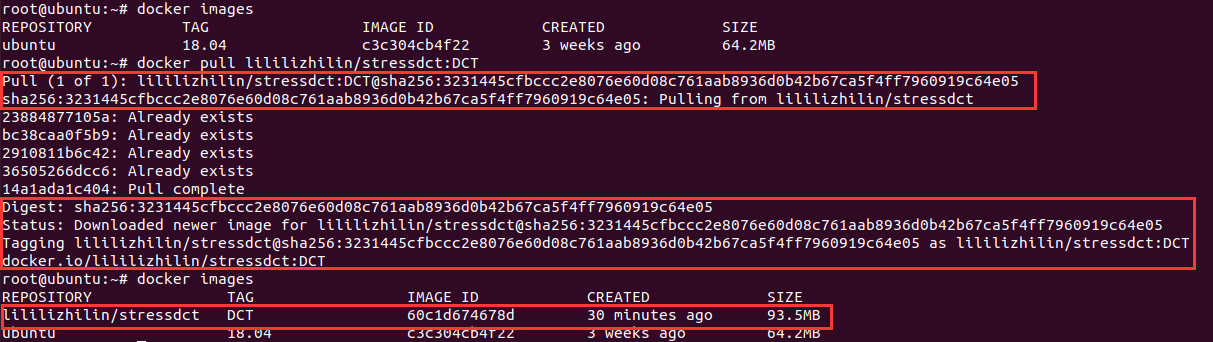 root@ubuntu:~# docker images
REPOSITORY TAG IMAGE ID CREATED SIZE
ubuntu 18.04 c3c304cb4f22 3 weeks ago 64.2MB
root@ubuntu:~# docker pull lililizhilin/stressdct:DCT
Pull (1 of 1): lililizhilin/stressdct:DCT@sha256:3231445cfbccc2e8076e60d08c761aab8936d0b42b67ca5f4ff7960919c64e05
sha256:3231445cfbccc2e8076e60d08c761aab8936d0b42b67ca5f4ff7960919c64e05: Pulling from lililizhilin/stressdct
23884877105a: Already exists
bc38caa0f5b9: Already exists
2910811b6c42: Already exists
36505266dcc6: Already exists
14a1ada1c404: Pull complete
Digest: sha256:3231445cfbccc2e8076e60d08c761aab8936d0b42b67ca5f4ff7960919c64e05
Status: Downloaded newer image for lililizhilin/stressdct@sha256:3231445cfbccc2e8076e60d08c761aab8936d0b42b67ca5f4ff7960919c64e05
Tagging lililizhilin/stressdct@sha256:3231445cfbccc2e8076e60d08c761aab8936d0b42b67ca5f4ff7960919c64e05 as lililizhilin/stressdct:DCT
docker.io/lililizhilin/stressdct:DCT
root@ubuntu:~# docker images
REPOSITORY TAG IMAGE ID CREATED SIZE
lililizhilin/stressdct DCT 60c1d674678d 30 minutes ago 93.5MB
ubuntu 18.04 c3c304cb4f22 3 weeks ago 64.2MB